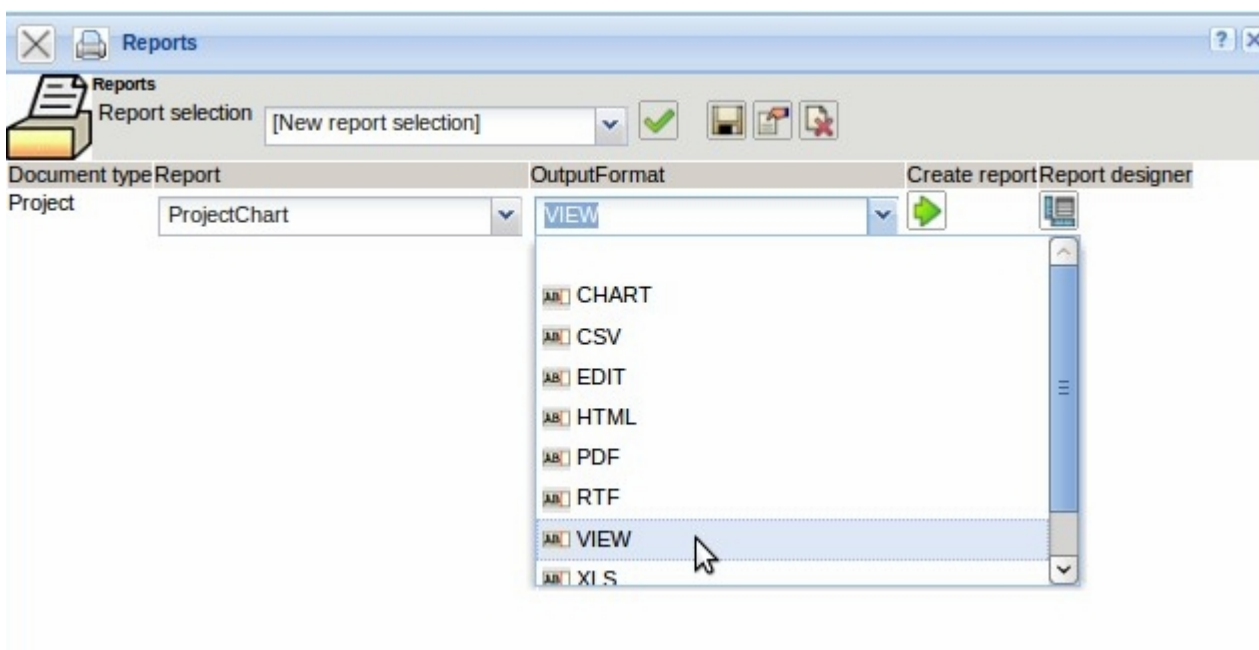 Reports
Reports
Report selection [New report selection]
Document type Report OutputFormat Create report Report designer
Project ProjectChart VIEW
CHART
CSV
EDIT
HTML
PDF
RTF
VIEW
XLS